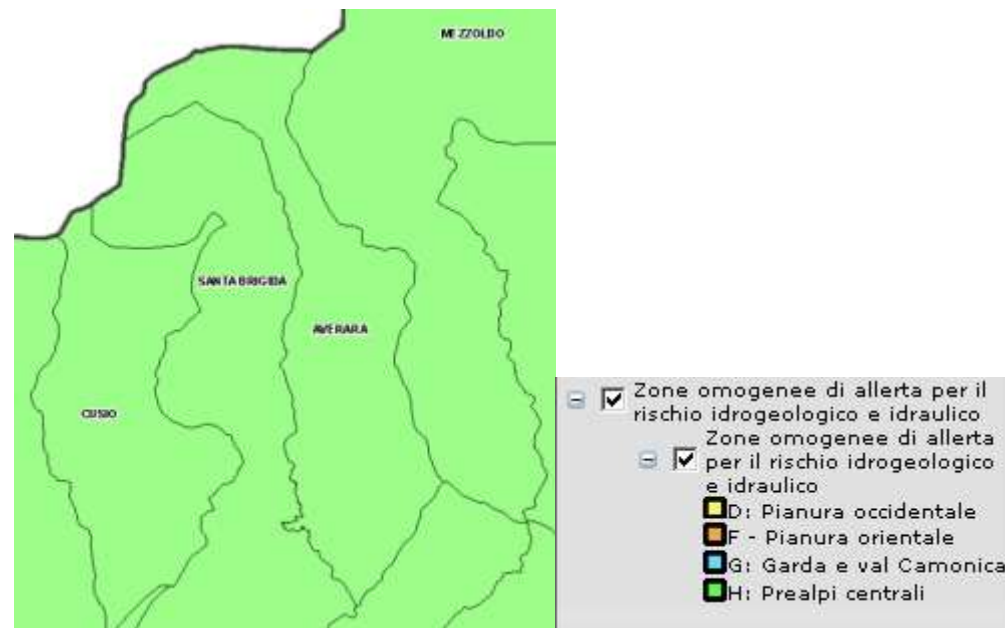 MEZZOLDO
SANTA BRIGIDA
AVERARA
CUSIO
Zone omogenee di allerta per il
rischio idrogeologico e idraulico
Zone omogenee di allerta
per il rischio idrogeologico
e idraulico
D: Pianura occidentale
F - Pianura orientale
G: Garda e val Camonica
H: Prealpi centrali